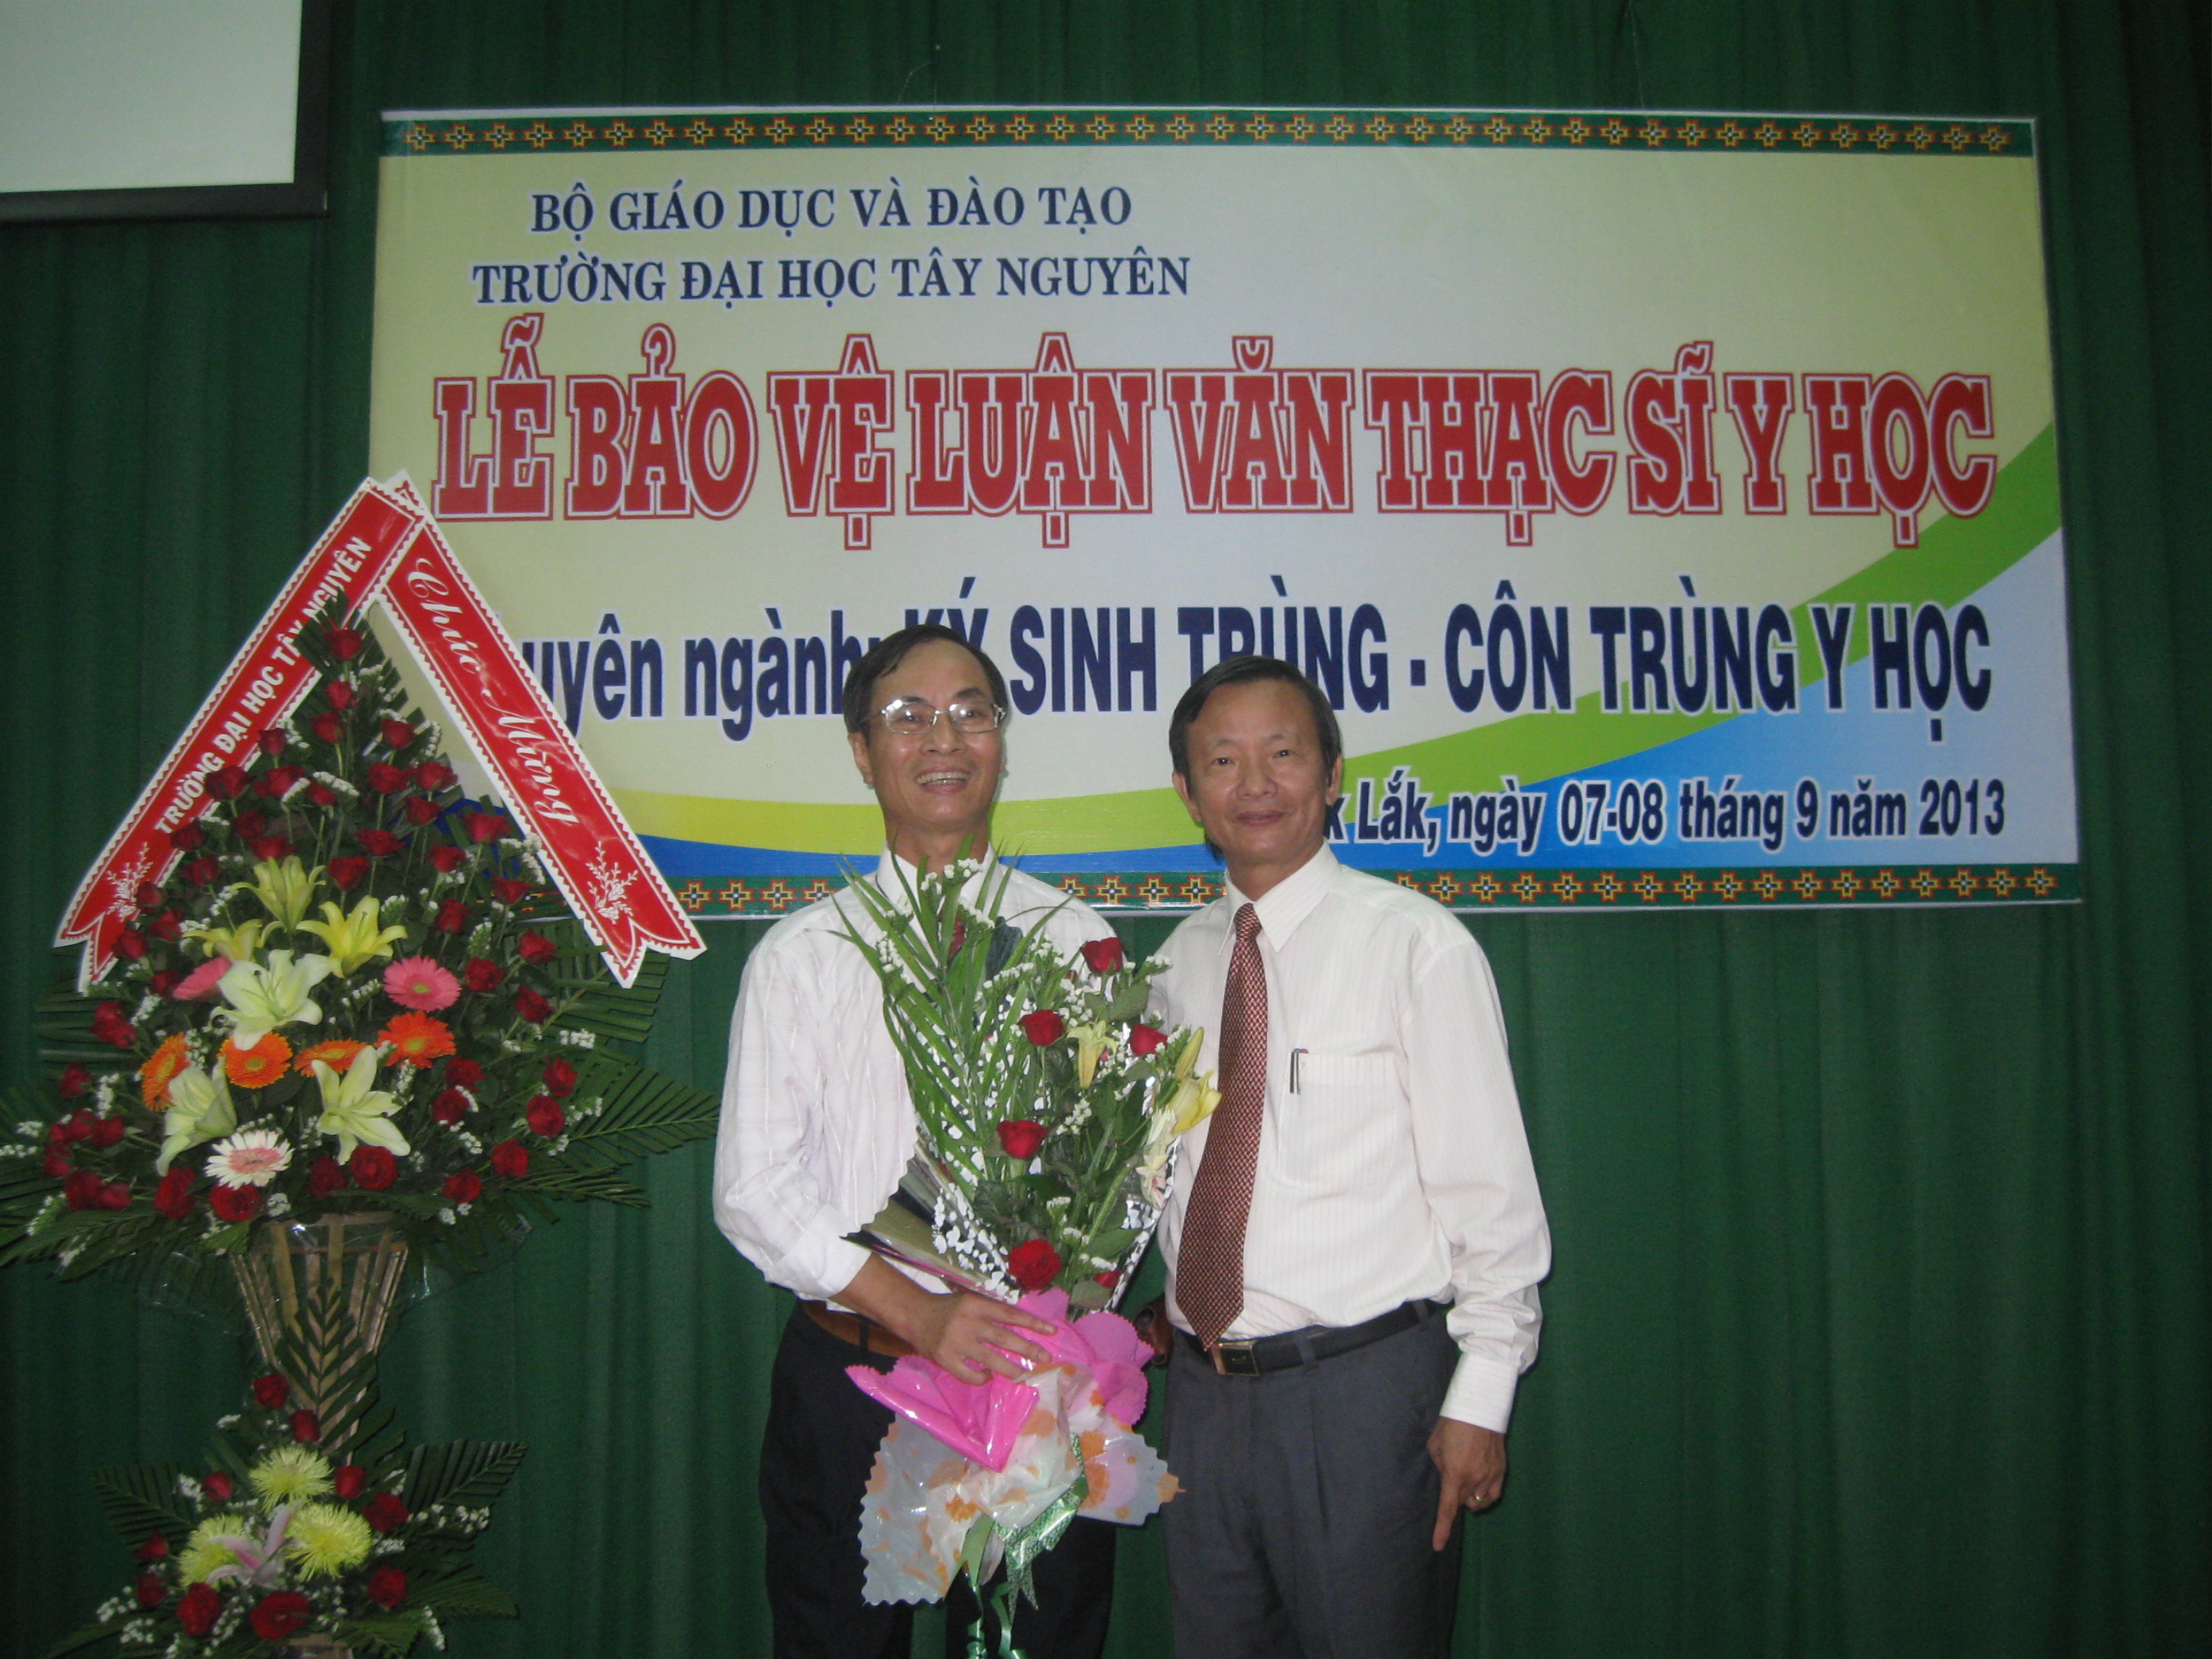 BỘ GIÁO DỤC VÀ ĐÀO TẠO
TRƯỜNG ĐẠI HỌC TÂY NGUYÊN
LỄ BẢO VỆ LUẬN VĂN THẠC SĨ Y HỌC
ngành: KÝ SINH TRÙNG - CÔN TRÙNG Y HỌC
Lắk, ngày 07-08 tháng 9 năm 2013
TRƯỜNG ĐẠI HỌC TÂY NGUYÊN
Chúc Mừng